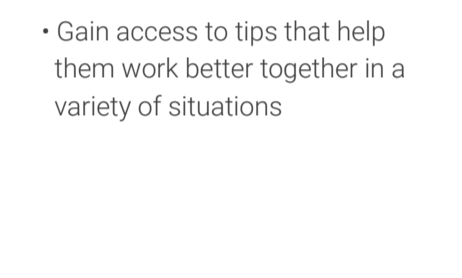 • Gain access to tips that help
them work better together in a
variety of situations